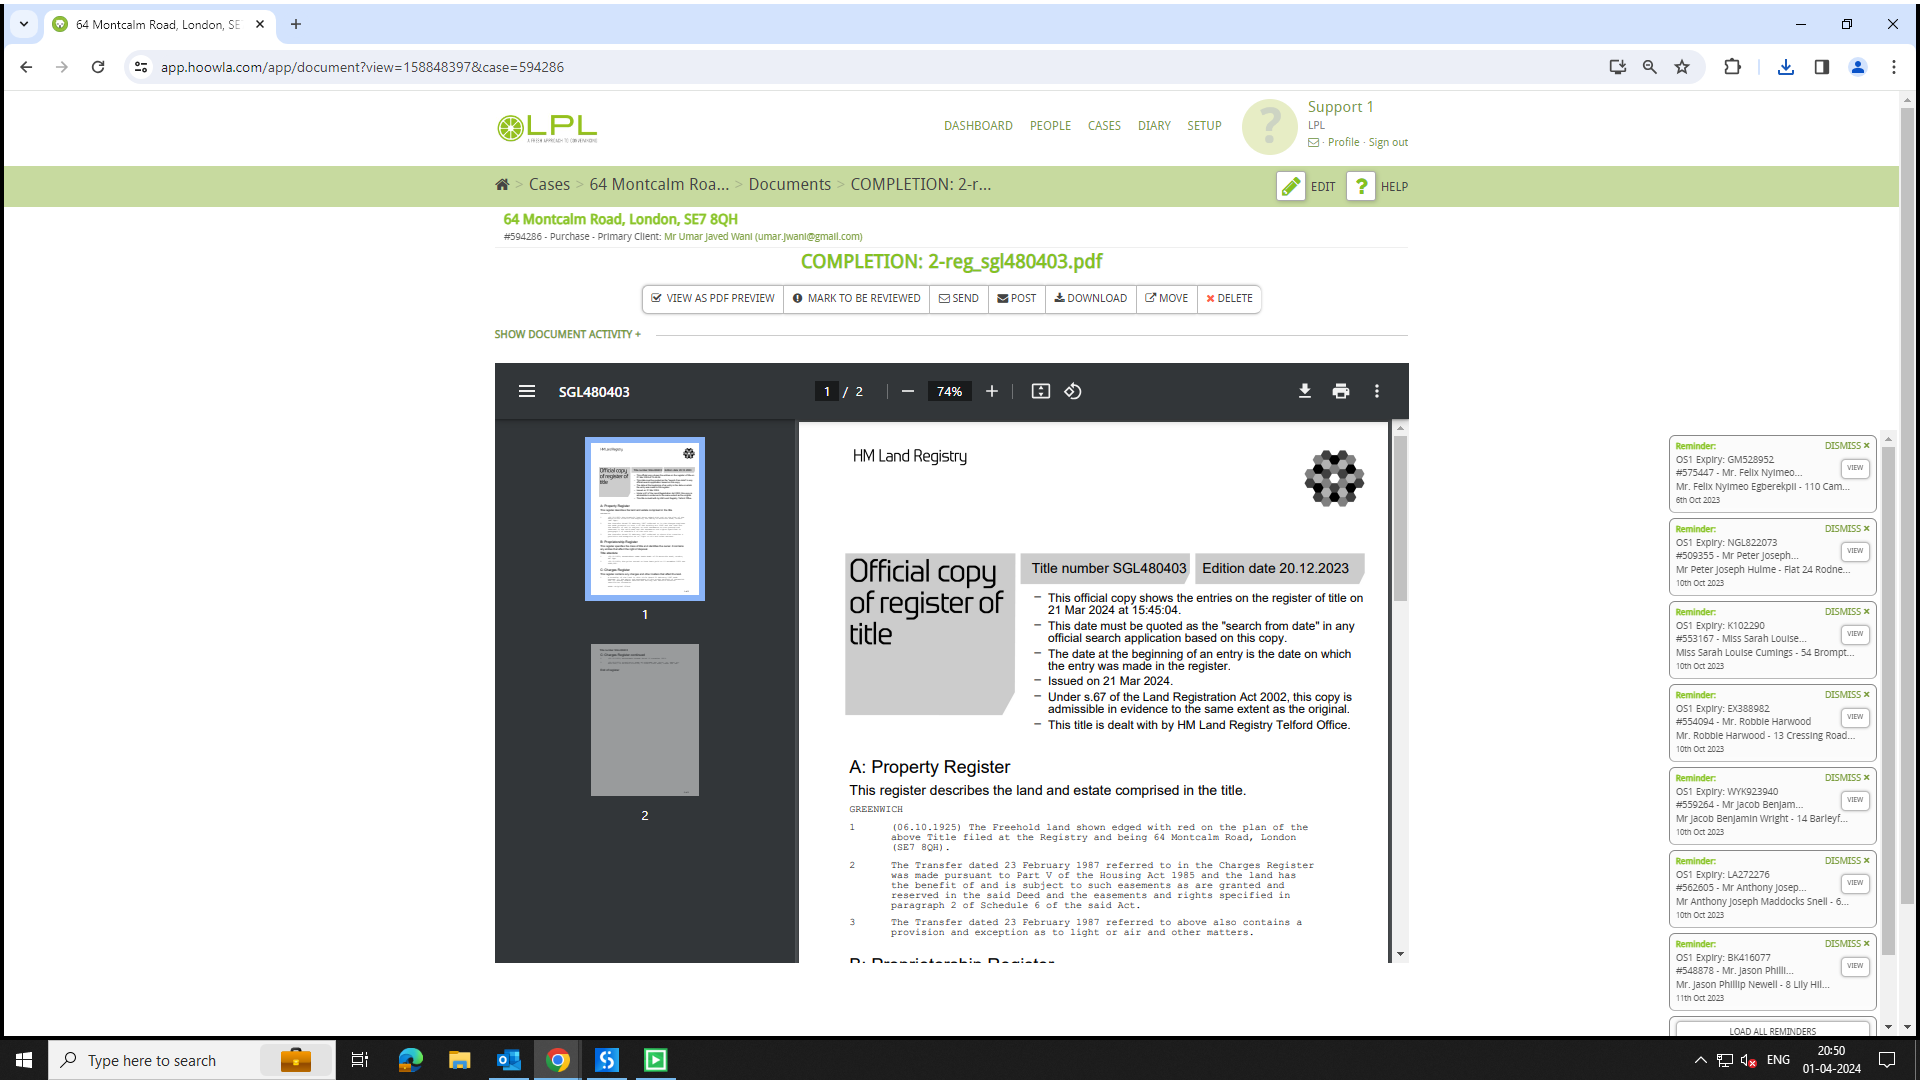 64 Montcalm Road, London, SE
app.hoowla.com/app/document?view=158848397&case=594286
LPL
DASHBOARD PEOPLE CASES DIARY SETUP
?
Support 1
LPL
· Profile · Sign out
> Cases > 64 Montcalm Roa... > Documents > COMPLETION: 2-r...
EDIT ? HELP
64 Montcalm Road, London, SE7 8QH
#594286 - Purchase - Primary Client: Mr Umar Javed Wani (umar.jwani@gmail.com)
COMPLETION: 2-reg_sgl480403.pdf
VIEW AS PDF PREVIEW MARK TO BE REVIEWED SEND POST DOWNLOAD MOVE DELETE
SHOW DOCUMENT ACTIVITY +
SGL480403
1 / 2
74%
1
2
HM Land Registry
Official copy
of register of
title
Title number SGL480403
Edition date 20.12.2023
– This official copy shows the entries on the register of title on
21 Mar 2024 at 15:45:04.
– This date must be quoted as the "search from date" in any
official search application based on this copy.
– The date at the beginning of an entry is the date on which
the entry was made in the register.
– Issued on 21 Mar 2024.
– Under s.67 of the Land Registration Act 2002, this copy is
admissible in evidence to the same extent as the original.
– This title is dealt with by HM Land Registry Telford Office.
A: Property Register
This register describes the land and estate comprised in the title.
GREENWICH
1 (06.10.1925) The Freehold land shown edged with red on the plan of the
above Title filed at the Registry and being 64 Montcalm Road, London
(SE7 8QH).
2 The Transfer dated 23 February 1987 referred to in the Charges Register
was made pursuant to Part V of the Housing Act 1985 and the land has
the benefit of and is subject to such easements as are granted and
reserved in the said Deed and the easements and rights specified in
paragraph 2 of Schedule 6 of the said Act.
3 The Transfer dated 23 February 1987 referred to above also contains a
provision and exception as to light or air and other matters.
B: Proprietorship Register
Reminder: DISMISS ×
OS1 Expiry: GM528952
#575447 - Mr. Felix Nyimeo...
VIEW
Mr. Felix Nyimeo Egberekpii - 110 Cam...
6th Oct 2023
Reminder: DISMISS ×
OS1 Expiry: NGL822073
#509355 - Mr Peter Joseph...
VIEW
Mr Peter Joseph Hulme - Flat 24 Rodne...
10th Oct 2023
Reminder: DISMISS ×
OS1 Expiry: K102290
#553167 - Miss Sarah Louise...
VIEW
Miss Sarah Louise Cumings - 54 Brompt...
10th Oct 2023
Reminder: DISMISS ×
OS1 Expiry: EX388982
#554094 - Mr. Robbie Harwood
VIEW
Mr. Robbie Harwood - 13 Cressing Road...
10th Oct 2023
Reminder: DISMISS ×
OS1 Expiry: WYK923940
#559264 - Mr Jacob Benjam...
VIEW
Mr Jacob Benjamin Wright - 14 Barleyf...
10th Oct 2023
Reminder: DISMISS ×
OS1 Expiry: LA272276
#562605 - Mr Anthony Josep...
VIEW
Mr Anthony Joseph Maddocks Snell - 6...
10th Oct 2023
Reminder: DISMISS ×
OS1 Expiry: BK416077
#548878 - Mr. Jason Philli...
VIEW
Mr. Jason Phillip Newell - 8 Lily Hil...
11th Oct 2023
LOAD ALL REMINDERS
Type here to search
ENG
20:50
01-04-2024